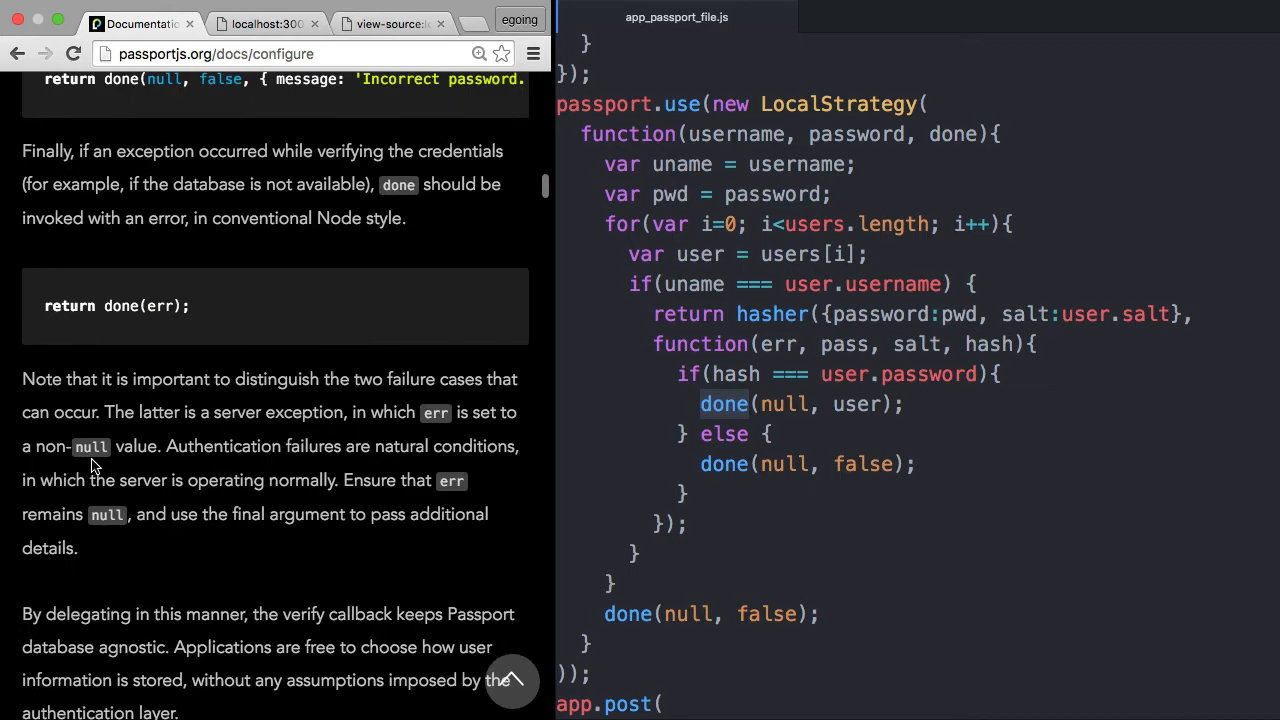 Documentatio
localhost:300
view-source:lo
egoing
passportjs.org/docs/configure
return done(null, false, { message: 'Incorrect password.
Finally, if an exception occurred while verifying the credentials
(for example, if the database is not available), done should be
invoked with an error, in conventional Node style.
return done(err);
Note that it is important to distinguish the two failure cases that
can occur. The latter is a server exception, in which err is set to
a non-null value. Authentication failures are natural conditions,
in which the server is operating normally. Ensure that err
remains null, and use the final argument to pass additional
details.
By delegating in this manner, the verify callback keeps Passport
database agnostic. Applications are free to choose how user
information is stored, without any assumptions imposed by the
authentication layer.
app_passport_file.js
}
});
passport.use(new LocalStrategy(
function(username, password, done){
var uname = username;
var pwd = password;
for(var i=0; i<users.length; i++){
var user = users[i];
if(uname === user.username) {
return hasher({password:pwd, salt:user.salt},
function(err, pass, salt, hash){
if(hash === user.password){
done(null, user);
} else {
done(null, false);
}
});
}
}
done(null, false);
}
));
app.post(